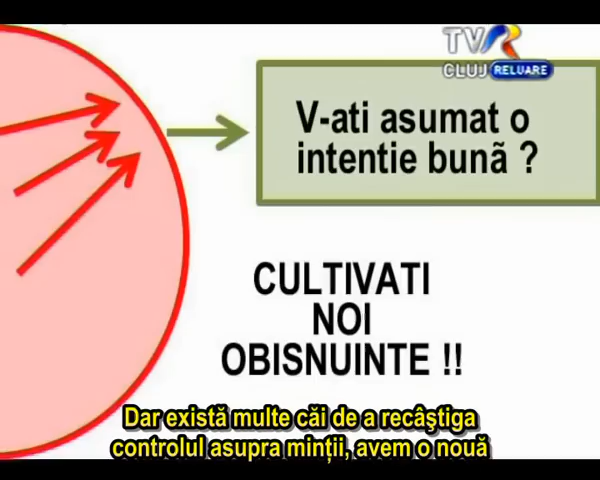 TVR
CLUJ RELUARE
V-ati asumat o
intentie bunã ?
CULTIVATI
NOI
OBISNUINTE !!
Dar există multe căi de a recâştiga
controlul asupra minţii, avem o nouă